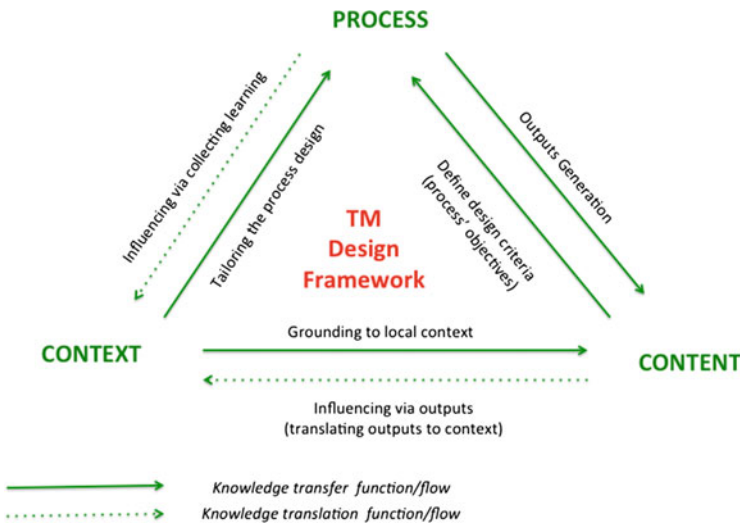 PROCESS
Influencing via collecting learning
Tailoring the process design
Outputs Generation
Define design criteria
(process' objectives)
TM
Design
Framework
CONTEXT
Grounding to local context
CONTENT
Influencing via outputs
(translating outputs to context)
Knowledge transfer function/flow
Knowledge translation function/flow